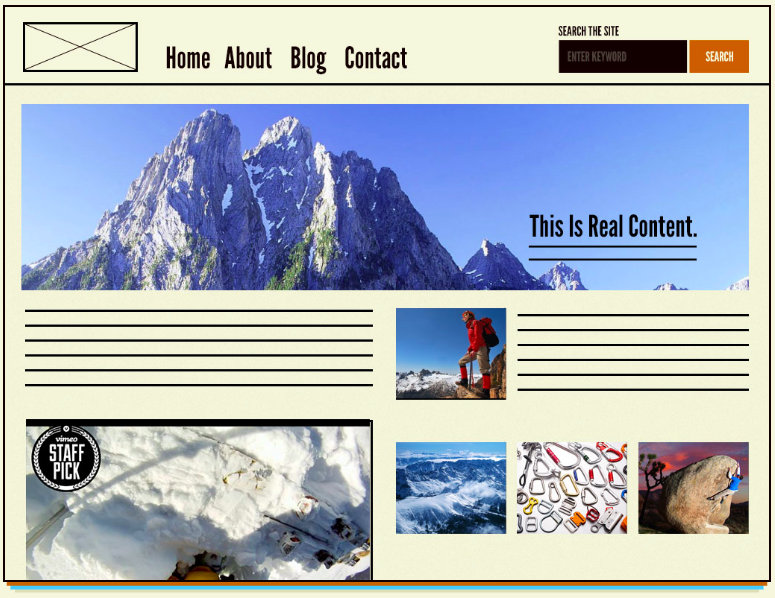 SEARCH THE SITE
Home About Blog Contact
ENTER KEYWORD
SEARCH
This Is Real Content.
vimeo
STAFF
PICK